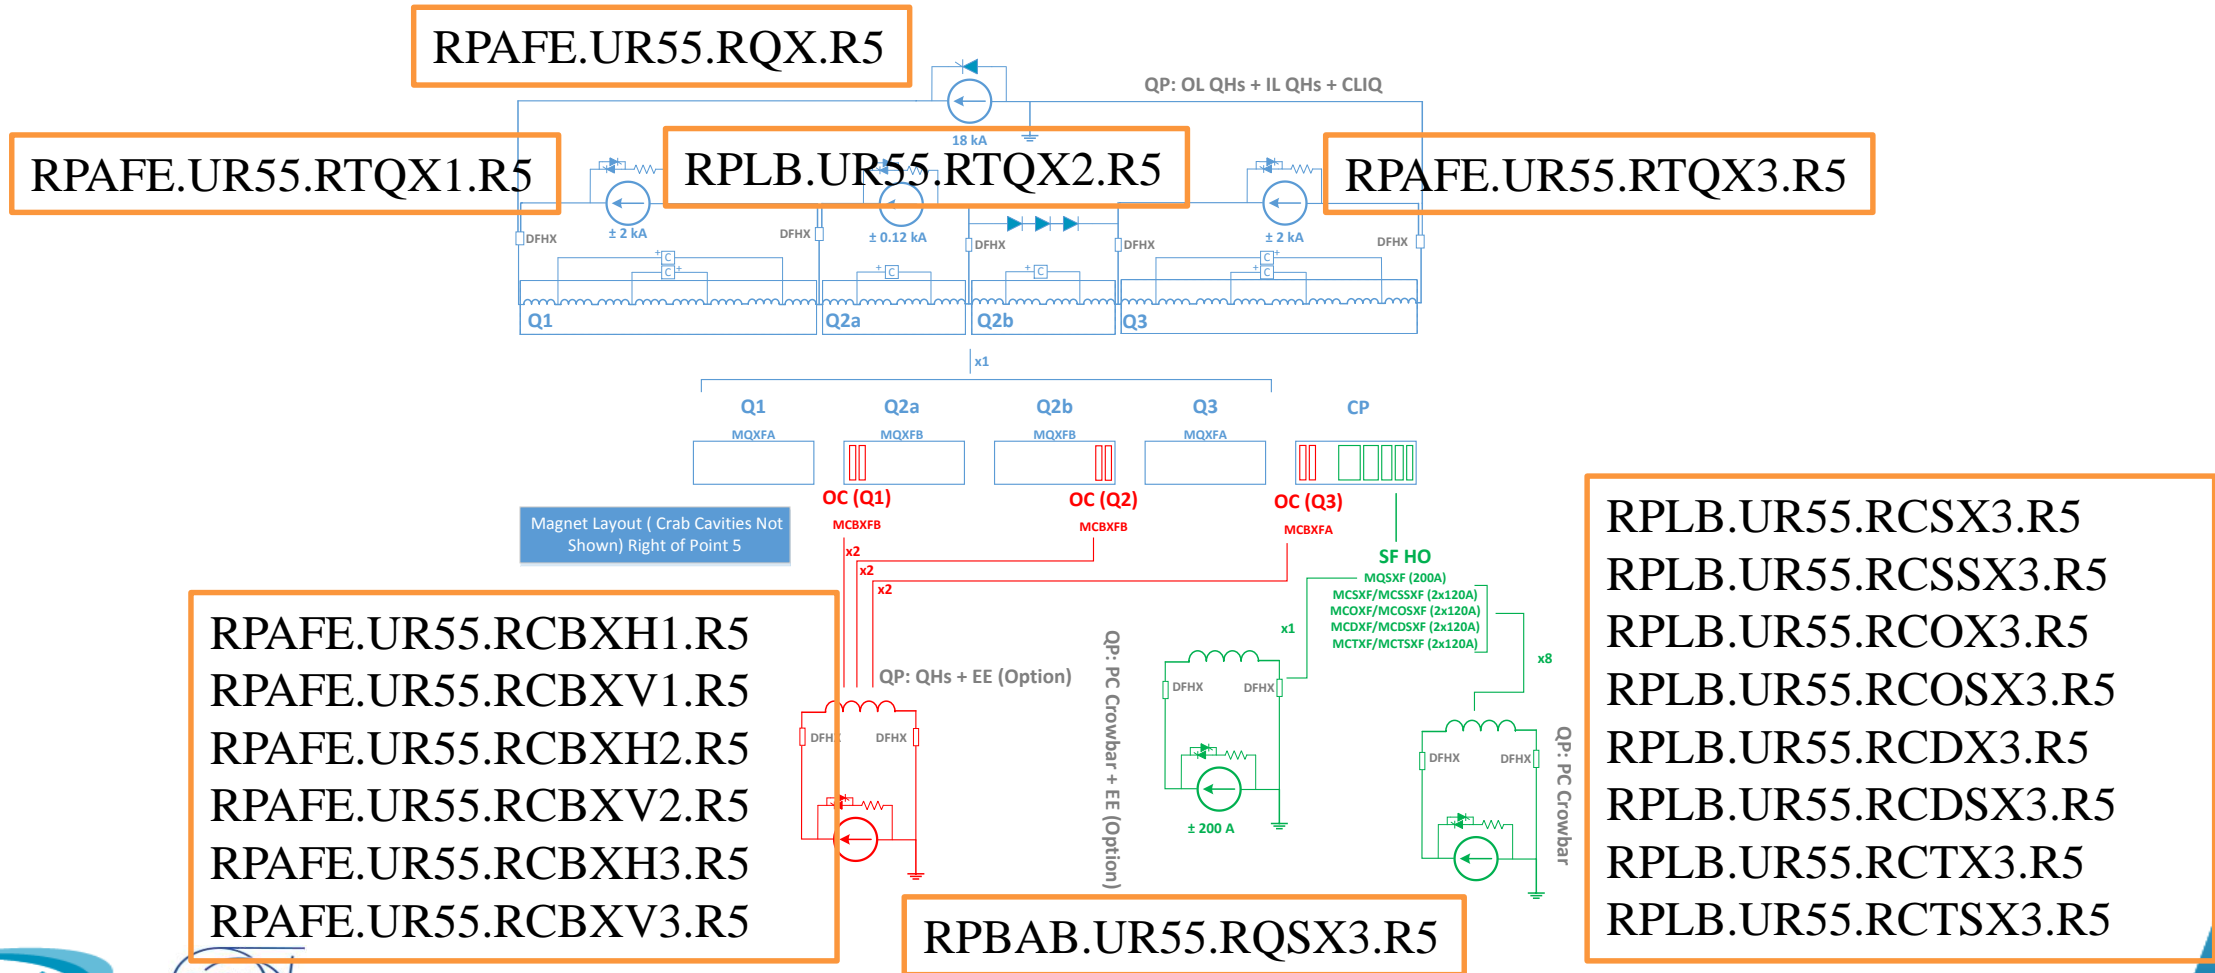 RPAFE.UR55.RQX.R5
QP: OL QHs + IL QHs + CLIQ
18 kA
RPAFE.UR55.RTQX1.R5
RPLB.UR55.RTQX2.R5
RPAFE.UR55.RTQX3.R5
± 2 kA
± 0.12 kA
± 2 kA
DFHX
DFHX
DFHX
DFHX
DFHX
+ C
C +
+ C
+ C
+ C
+ C
Q1
Q2a
Q2b
Q3
x1
Q1
Q2a
Q2b
Q3
CP
MQXFA
MQXFB
MQXFB
MQXFA
OC (Q1)
OC (Q2)
OC (Q3)
MCBXFB
MCBXFB
MCBXFA
Magnet Layout ( Crab Cavities Not
Shown) Right of Point 5
x2
x2
x2
SF HO
MQSXF (200A)
MCSXF/MCSSXF (2x120A)
MCOXF/MCOSXF (2x120A)
MCDXF/MCDSXF (2x120A)
MCTXF/MCTSXF (2x120A)
x1
x8
RPAFE.UR55.RCBXH1.R5
RPAFE.UR55.RCBXV1.R5
RPAFE.UR55.RCBXH2.R5
RPAFE.UR55.RCBXV2.R5
RPAFE.UR55.RCBXH3.R5
RPAFE.UR55.RCBXV3.R5
QP: QHs + EE (Option)
DFHX
DFHX
QP: PC Crowbar + EE (Option)
DFHX
DFHX
± 200 A
RPBAB.UR55.RQSX3.R5
DFHX
DFHX
QP: PC Crowbar
RPLB.UR55.RCSX3.R5
RPLB.UR55.RCSSX3.R5
RPLB.UR55.RCOX3.R5
RPLB.UR55.RCOSX3.R5
RPLB.UR55.RCDX3.R5
RPLB.UR55.RCDSX3.R5
RPLB.UR55.RCTX3.R5
RPLB.UR55.RCTSX3.R5